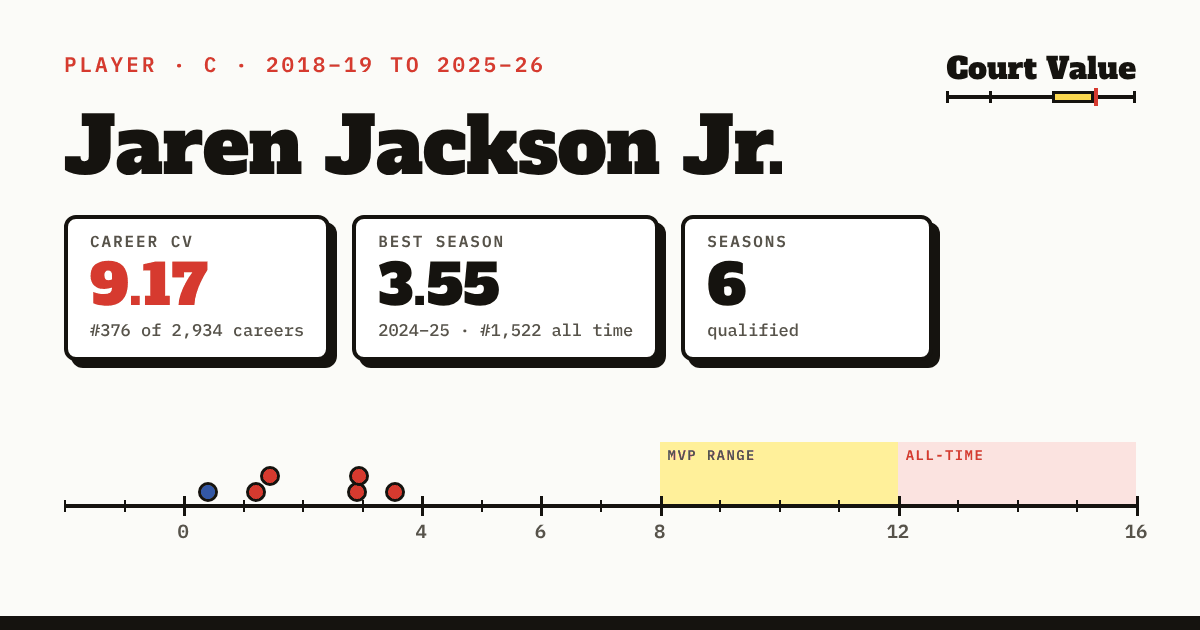 PLAYER · C · 2018–19 TO 2025–26
Court Value
Jaren Jackson Jr.
CAREER CV
9.17
#376 of 2,934 careers
BEST SEASON
3.55
2024–25 · #1,522 all time
SEASONS
6
qualified
MVP RANGE
ALL-TIME
0 4 6 8 12 16